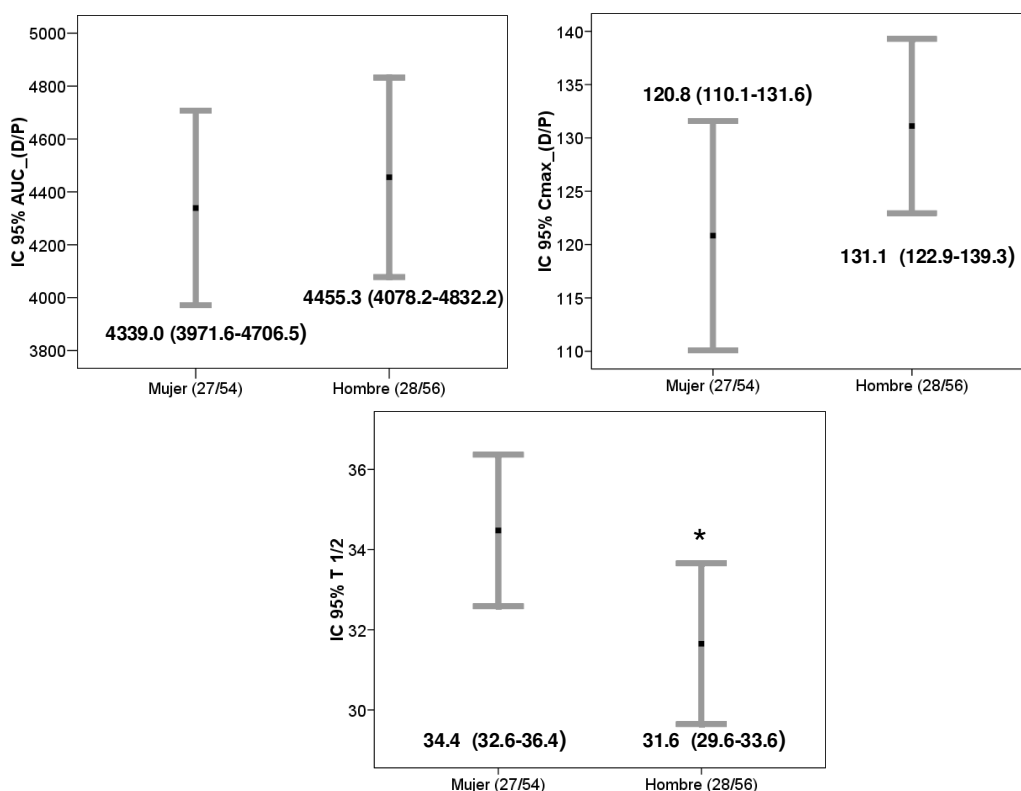 IC 95% AUC_(D/P)
5000
4800
4600
4400
4200
4000
3800
4339.0 (3971.6-4706.5)
4455.3 (4078.2-4832.2)
Mujer (27/54)
Hombre (28/56)
IC 95% Cmax_(D/P)
140
135
130
125
120
115
110
120.8 (110.1-131.6)
131.1 (122.9-139.3)
Mujer (27/54)
Hombre (28/56)
IC 95% T 1/2
36
34
32
30
*
34.4 (32.6-36.4)
31.6 (29.6-33.6)
Mujer (27/54)
Hombre (28/56)